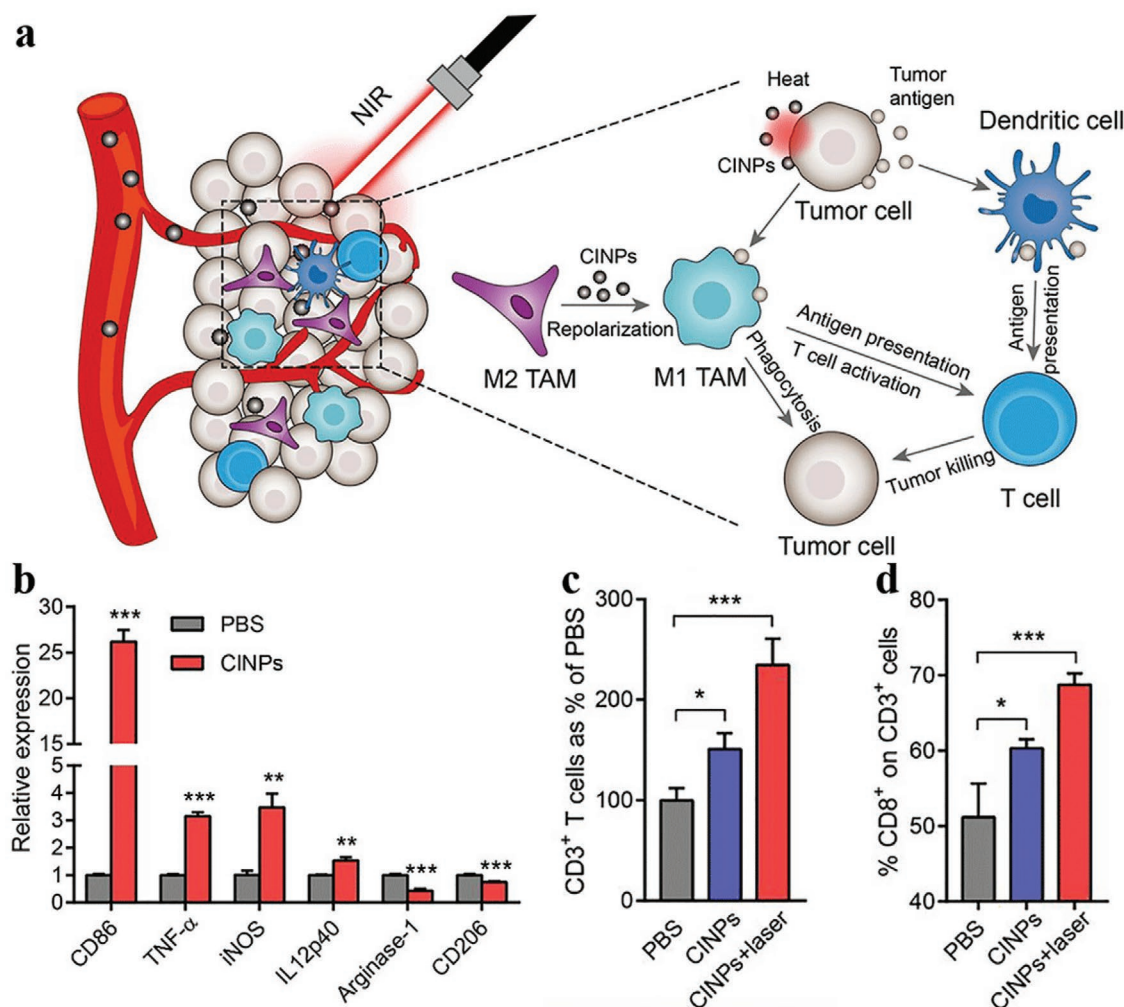 a
NIR
Heat
CINPs
Tumor
antigen
Tumor cell
Dendritic cell
CINPs
Repolarization
M2 TAM
M1 TAM
Antigen presentation
T cell activation
Phagocytosis
Antigen
presentation
Tumor killing
T cell
Tumor cell
b
Relative expression
30
25
20
15
5
4
3
2
1
0
PBS
CINPs
***
***
**
**
***
***
CD86
TNF-α
iNOS
IL12p40
Arginase-1
CD206
c
CD3+ T cells as % of PBS
300
200
100
0
***
*
PBS
CINPs
CINPs+laser
d
% CD8+ on CD3+ cells
80
70
60
50
40
***
*
PBS
CINPs
CINPs+laser